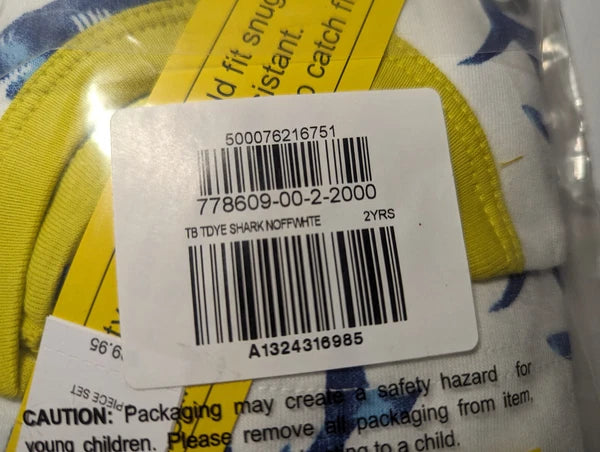 ld fit snug
sistant.
o catch fi
500076216751
778609-00-2-2000
TB TDYE SHARK NOFFWHTE 2YRS
A1324316985
9.95
PIECE SET
CAUTION: Packaging may create a safety hazard for
young children. Please remove all packaging from item,
to a child.